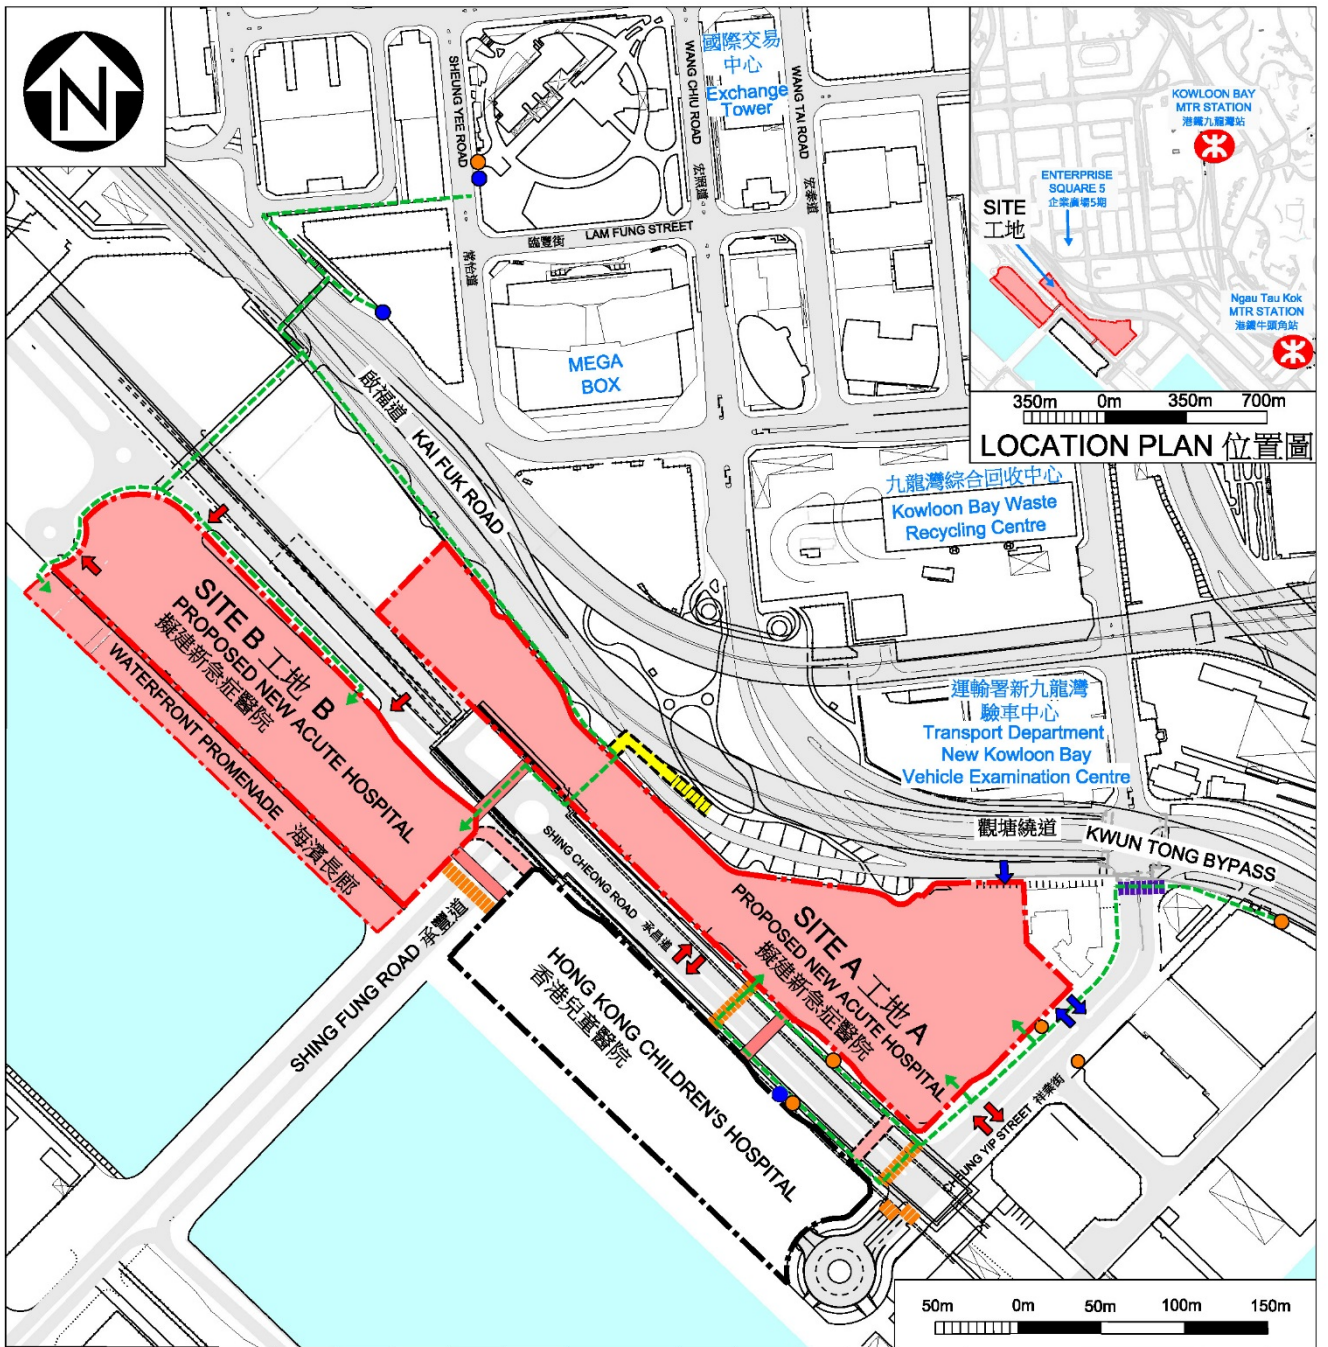 N
SHEUNG YEE ROAD
常怡道
WANG CHIU ROAD
宏照道
國際交易
中心
Exchange
Tower
WANG TAI ROAD
宏泰道
臨豐街
LAM FUNG STREET
MEGA
BOX
KOWLOON BAY
MTR STATION
港鐵九龍灣站
ENTERPRISE
SQUARE 5
企業廣場5期
SITE
工地
Ngau Tau Kok
MTR STATION
港鐵牛頭角站
350m 0m 350m 700m
LOCATION PLAN 位置圖
啟福道 KAI FUK ROAD
九龍灣綜合回收中心
Kowloon Bay Waste
Recycling Centre
運輸署新九龍灣
驗車中心
Transport Department
New Kowloon Bay
Vehicle Examination Centre
觀塘繞道
KWUN TONG BYPASS
SITE B 工地 B
PROPOSED NEW ACUTE HOSPITAL
擬建新急症醫院
WATERFRONT PROMENADE 海濱長廊
SITE A 工地 A
PROPOSED NEW ACUTE HOSPITAL
擬建新急症醫院
SHING CHEONG ROAD 承昌道
SHING FUNG ROAD 承豐道
HONG KONG CHILDREN'S HOSPITAL
香港兒童醫院
UNG YIP STREET 祥業街
50m 0m 50m 100m 150m